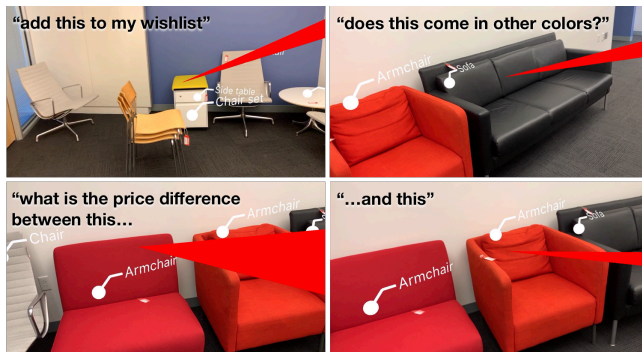 “add this to my wishlist”
Side table
Chair set
“does this come in other colors?”
Armchair
Sofa
“what is the price difference
between this...
Armchair
Chair
Armchair
“...and this”
Armchair
Sofa
Armchair